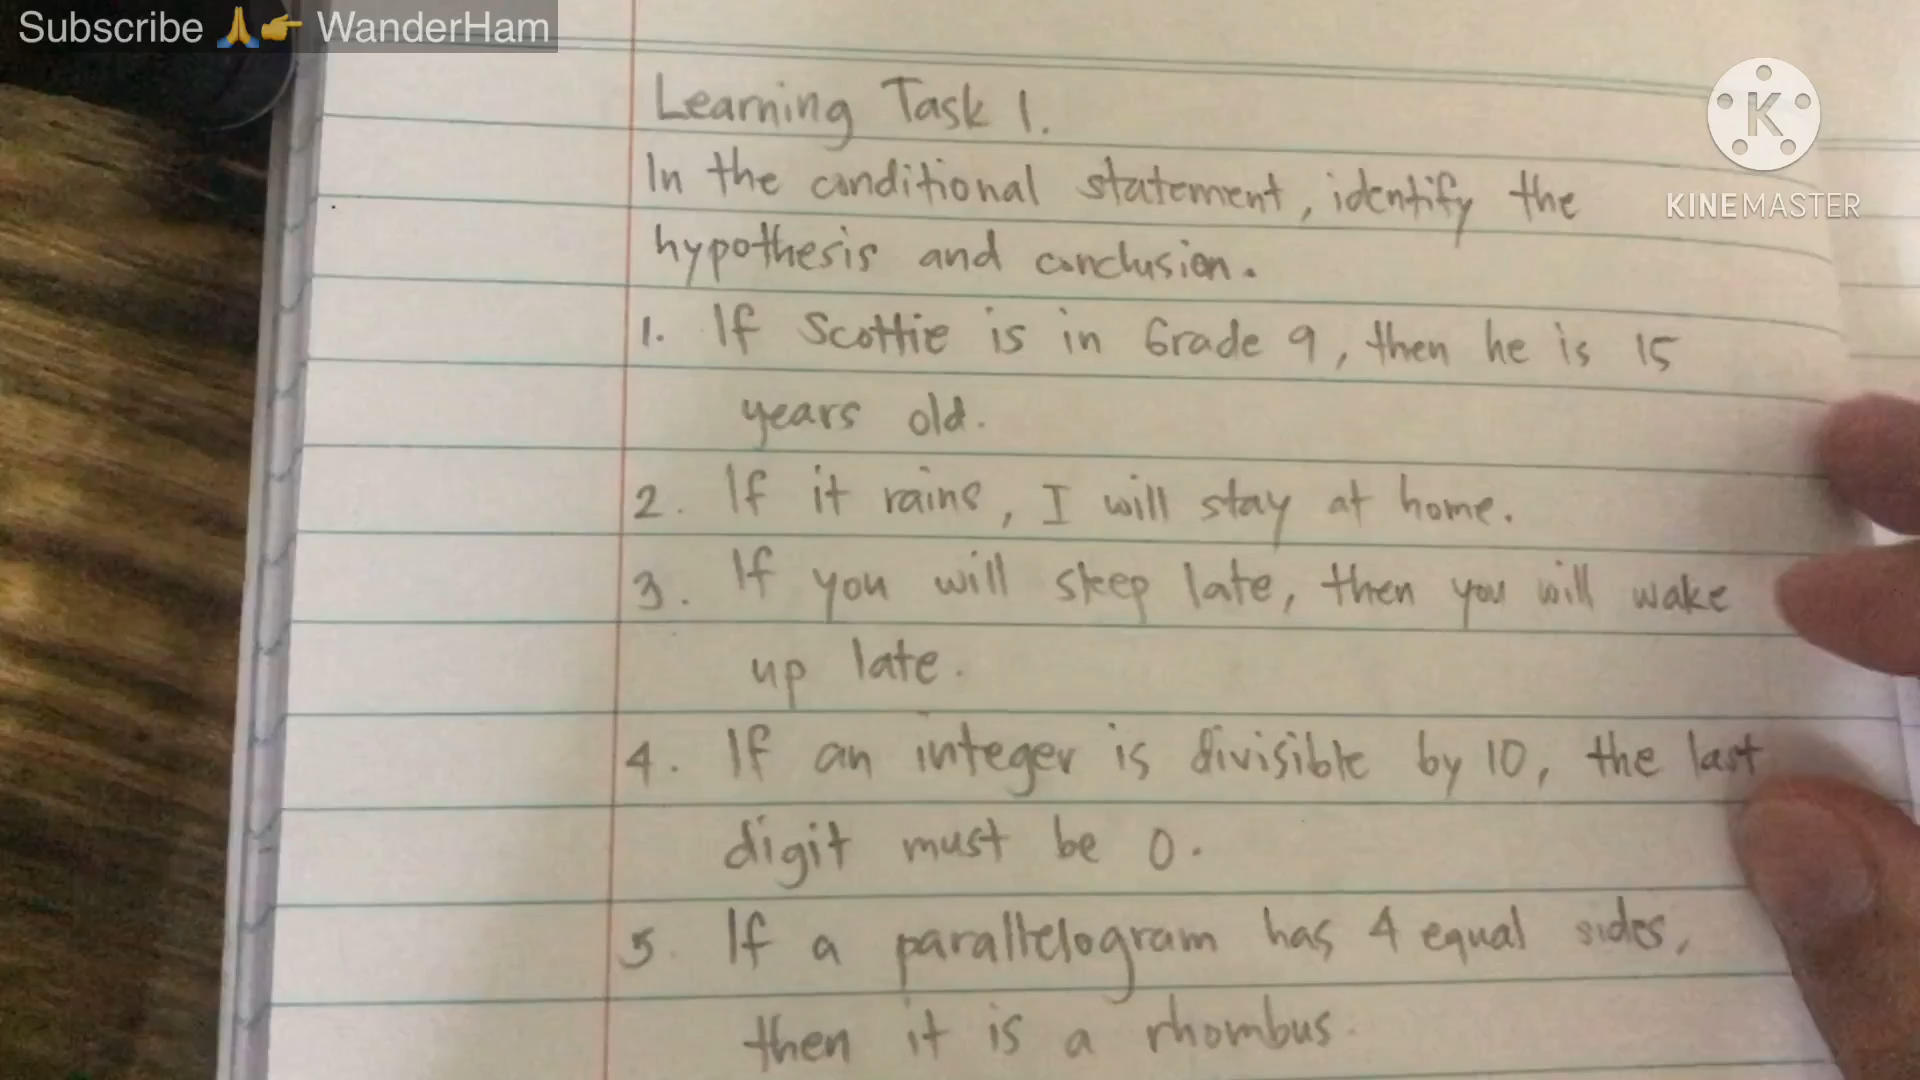 Subscribe 🙏👉 WanderHam
K
KINEMASTER
Learning Task 1.
In the conditional statement, identify the
hypothesis and conclusion.
1. If Scottie is in Grade 9, then he is 15
years old.
2. If it rains, I will stay at home.
3. If you will sleep late, then you will wake
up late.
4. If an integer is divisible by 10, the last
digit must be 0.
5. If a parallelogram has 4 equal sides,
then it is a rhombus.